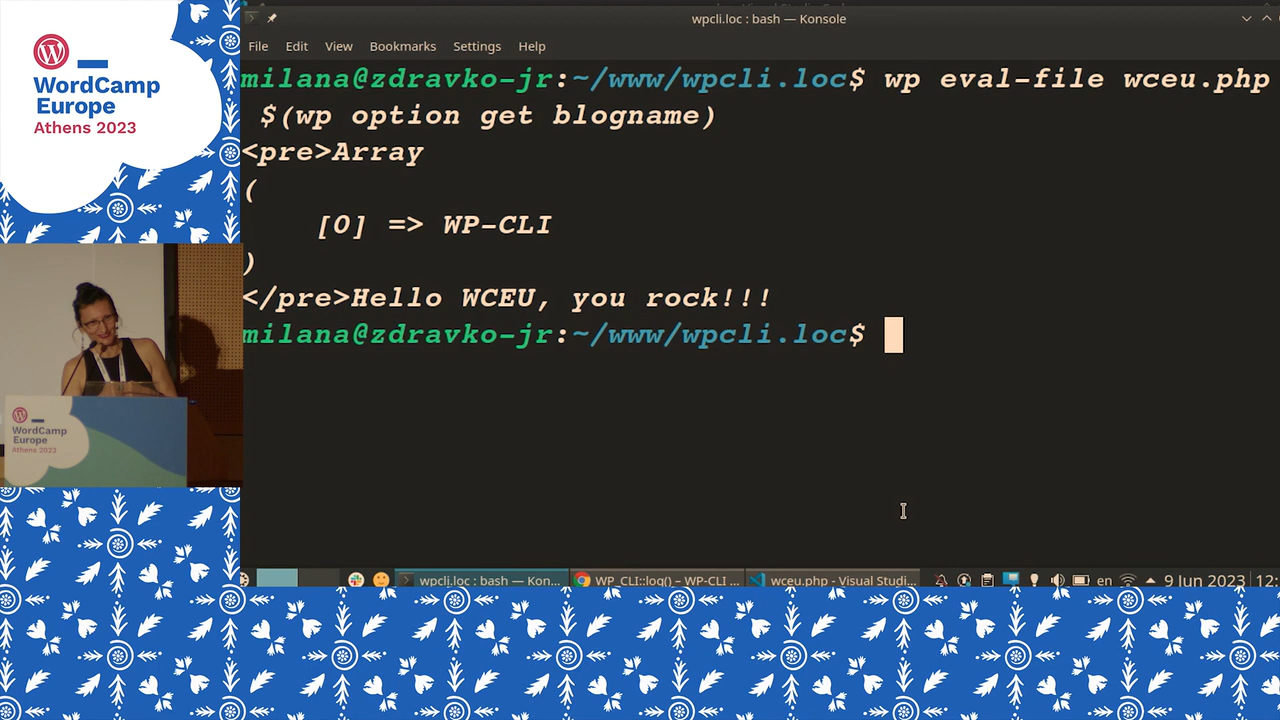 WordCamp
Europe
Athens 2023
WordCamp
Europe
Athens 2023
wpcli.loc : bash — Konsole
File Edit View Bookmarks Settings Help
milana@zdravko-jr:~/www/wpcli.loc$ wp eval-file wceu.php
$(wp option get blogname)
<pre>Array
(
[0] => WP-CLI
)
</pre>Hello WCEU, you rock!!!
milana@zdravko-jr:~/www/wpcli.loc$
wpcli.loc : bash — Kon... WP_CLI::log() – WP-CLI ... wceu.php - Visual Studi... en 9 Jun 2023 12: